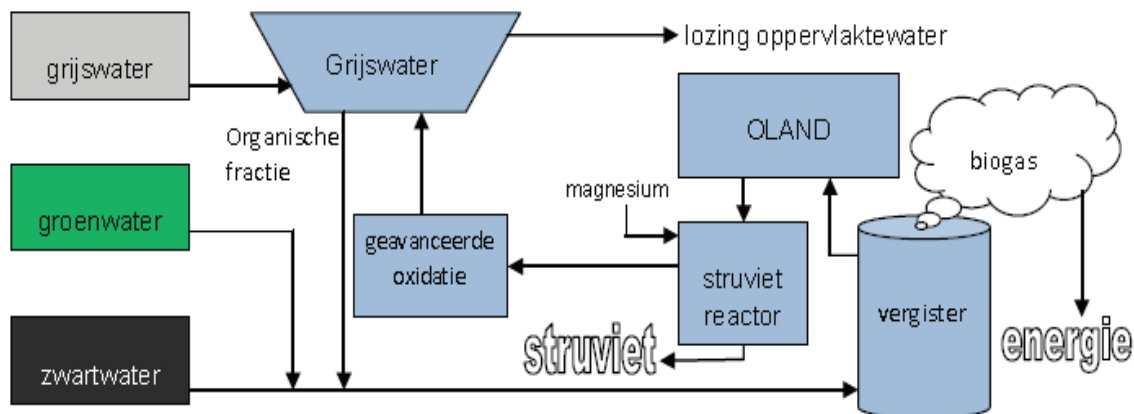 grijswater
Grijswater
lozing oppervlaktewater
Organische
fractie
OLAND
biogas
magnesium
groenwater
geavanceerde
oxidatie
struviet
reactor
vergister
struviet
energie
zwartwater